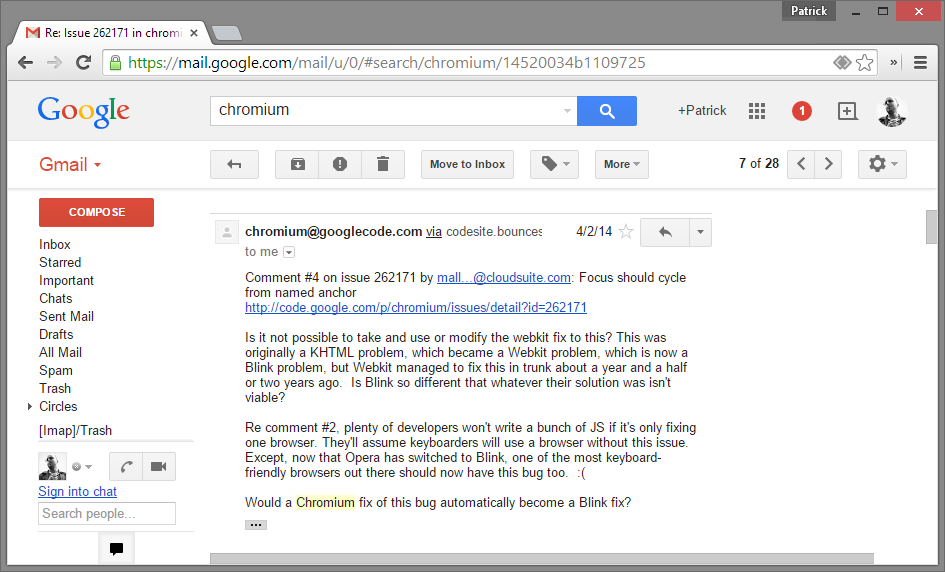 Patrick
Re: Issue 262171 in chromi
https://mail.google.com/mail/u/0/#search/chromium/14520034b1109725
Google
chromium
+Patrick
1
Gmail
Move to Inbox
More
7 of 28
COMPOSE
Inbox
Starred
Important
Chats
Sent Mail
Drafts
All Mail
Spam
Trash
Circles
[Imap]/Trash
Sign into chat
Search people...
chromium@googlecode.com via codesite.bounces 4/2/14
to me
Comment #4 on issue 262171 by mall...@cloudsuite.com: Focus should cycle
from named anchor
http://code.google.com/p/chromium/issues/detail?id=262171
Is it not possible to take and use or modify the webkit fix to this? This was
originally a KHTML problem, which became a Webkit problem, which is now a
Blink problem, but Webkit managed to fix this in trunk about a year and a half
or two years ago.  Is Blink so different that whatever their solution was isn't
viable?
Re comment #2, plenty of developers won't write a bunch of JS if it's only fixing
one browser. They'll assume keyboarders will use a browser without this issue.
Except, now that Opera has switched to Blink, one of the most keyboard-
friendly browsers out there should now have this bug too.  :(
Would a Chromium fix of this bug automatically become a Blink fix?